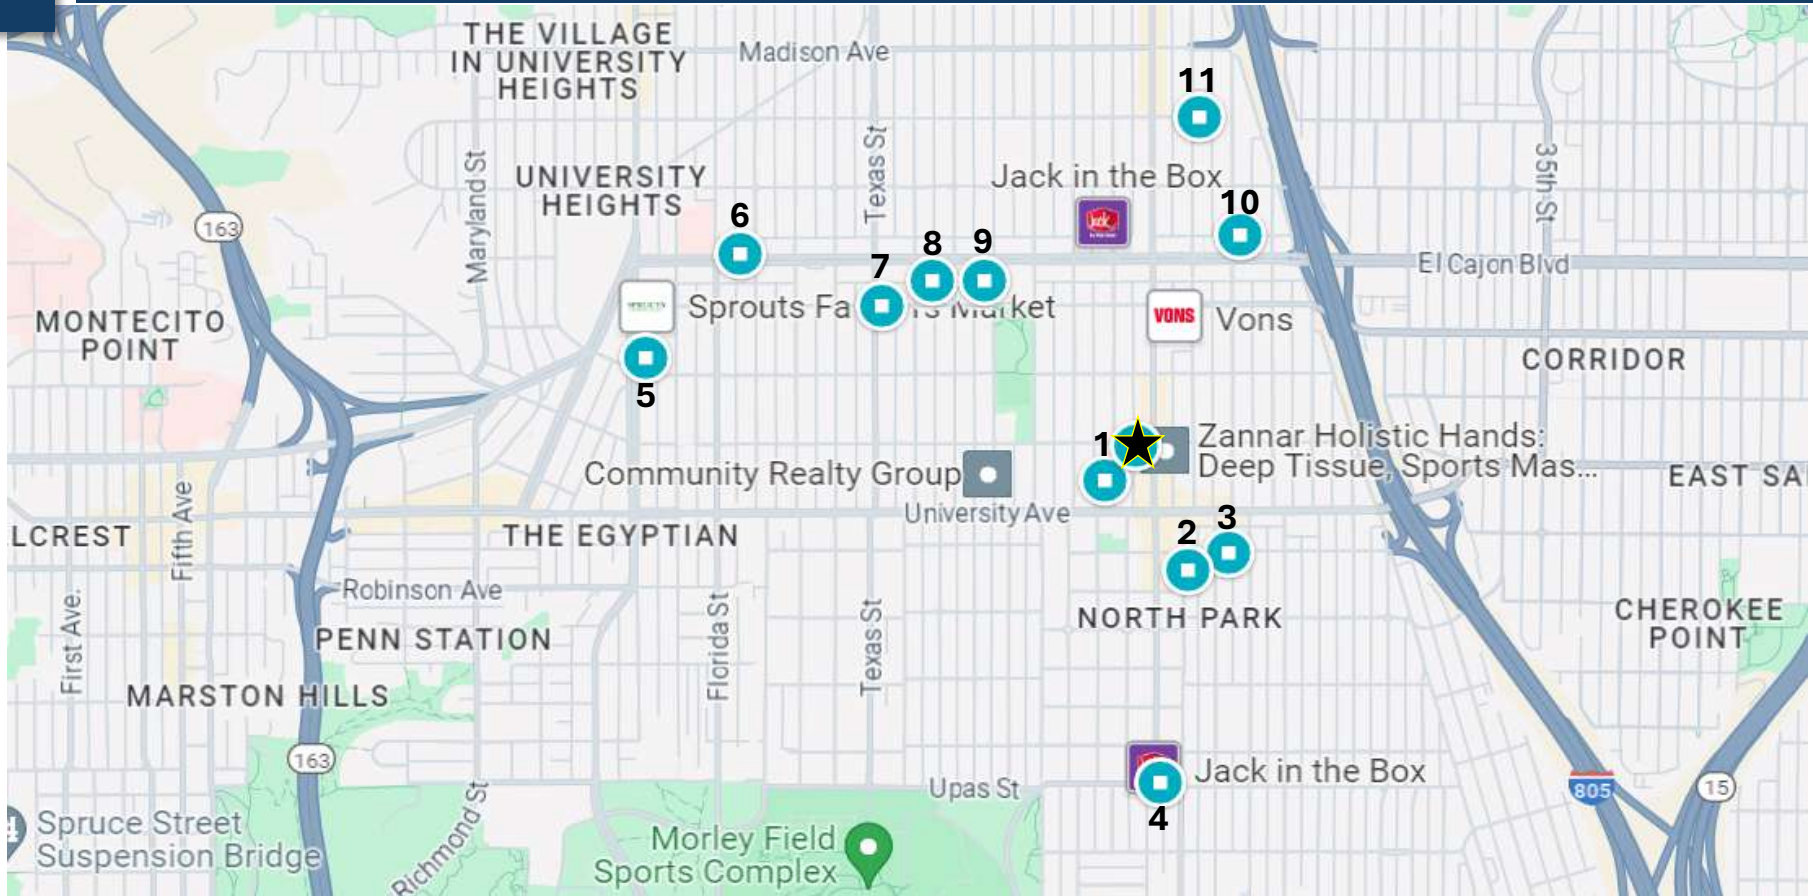 THE VILLAGE
IN UNIVERSITY
HEIGHTS
Madison Ave
11
Texas St
35th St
Maryland St
UNIVERSITY
HEIGHTS
Jack in the Box
163
6
10
8
9
7
El Cajon Blvd
SPROUTS
Sprouts Fa
rs Market
VONS
Vons
MONTECITO
POINT
CORRIDOR
5
1
Zannar Holistic Hands:
Deep Tissue, Sports Mas...
Community Realty Group
EAST SA
University Ave
Fifth Ave
LCREST
THE EGYPTIAN
2
3
Robinson Ave
First Ave.
Florida St
Texas St
NORTH PARK
CHEROKEE
POINT
PENN STATION
MARSTON HILLS
163
Jack in the Box
Upas St
805
15
4
Richmond St
Spruce Street
Suspension Bridge
Morley Field
Sports Complex